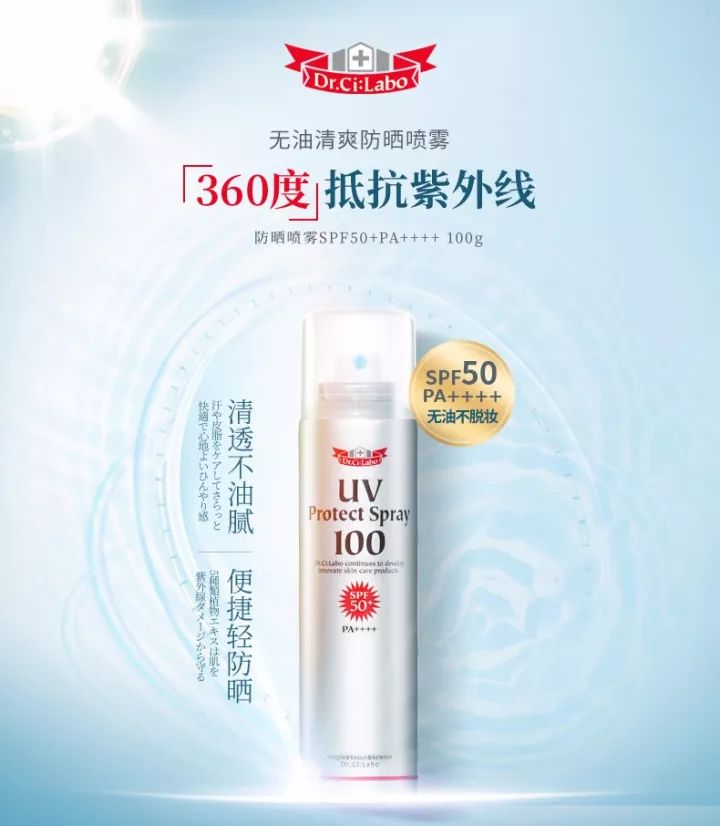 Dr.Ci:Labo
无油清爽防晒喷雾
「360度」抵抗紫外线
防晒喷雾SPF50+PA++++ 100g
SPF50
PA++++
无油不脱妆
清透不油腻
汗や皮脂をケアしてさらっと
快適で心地よいひんやり感
便捷轻防晒
5種類植物エキスは肌を
紫外線ダメージから守る
Dr.Ci:Labo
UV
Protect Spray
100
Dr.Ci:Labo continues to develop
innovate skin care products.
SPF
50+
PA++++
Simple&Result&Science
Dr.Ci:Labo